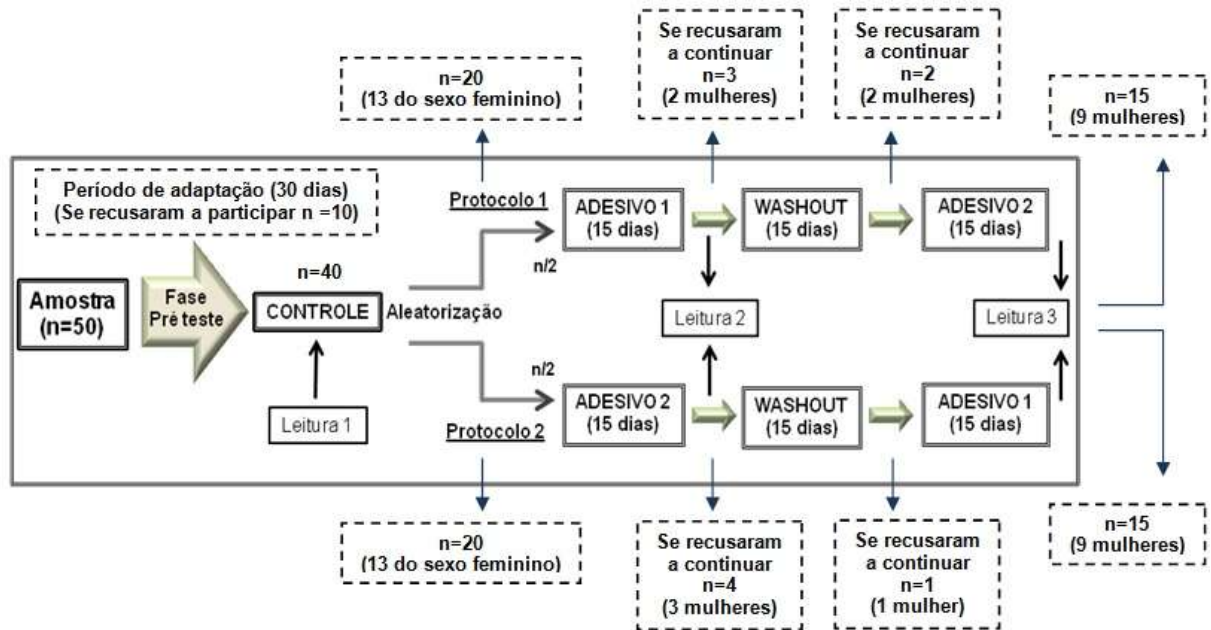 n=20
(13 do sexo feminino)
Se recusaram
a continuar
n=3
(2 mulheres)
Se recusaram
a continuar
n=2
(2 mulheres)
n=15
(9 mulheres)
Período de adaptação (30 dias)
(Se recusaram a participar n =10)
Amostra
(n=50)
Fase
Pré teste
n=40
CONTROLE
Leitura 1
Aleatorização
Protocolo 1
n/2
ADESIVO 1
(15 dias)
WASHOUT
(15 dias)
ADESIVO 2
(15 dias)
Leitura 2
Leitura 3
n/2
Protocolo 2
ADESIVO 2
(15 dias)
WASHOUT
(15 dias)
ADESIVO 1
(15 dias)
n=20
(13 do sexo feminino)
Se recusaram
a continuar
n=4
(3 mulheres)
Se recusaram
a continuar
n=1
(1 mulher)
n=15
(9 mulheres)